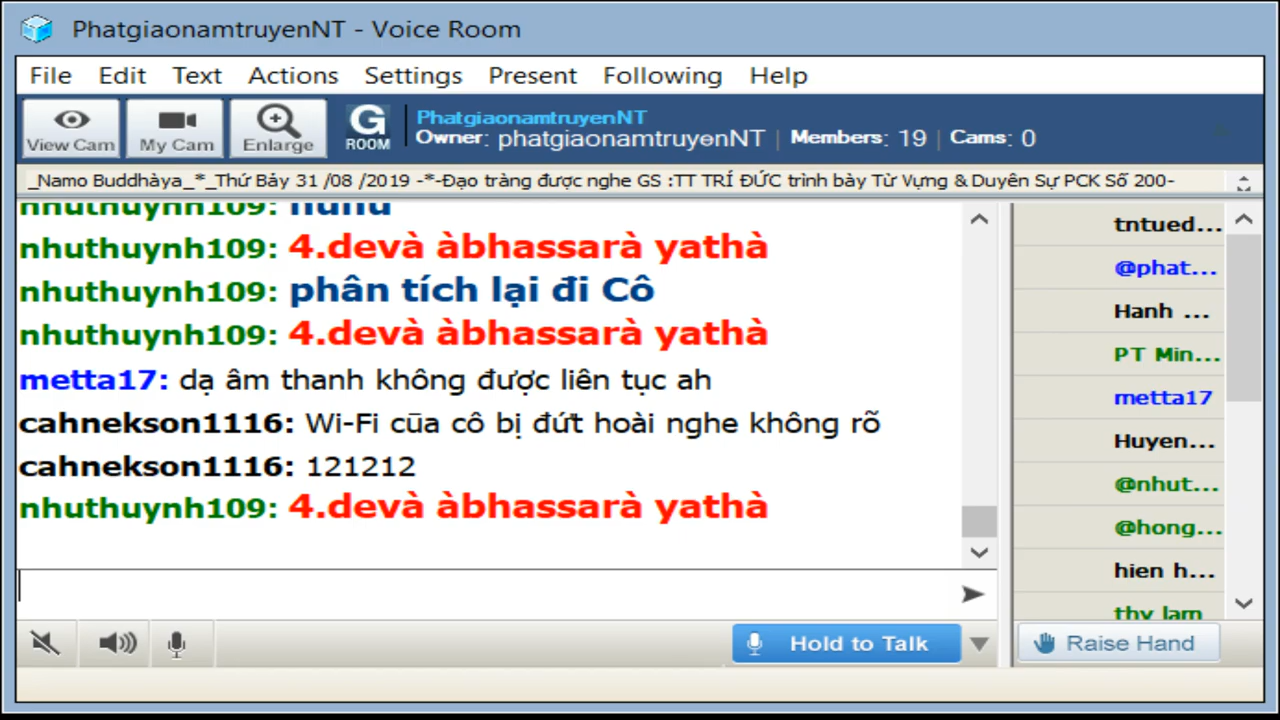 PhatgiaonamtruyenNT - Voice Room
File Edit Text Actions Settings Present Following Help
View Cam My Cam Enlarge G ROOM
PhatgiaonamtruyenNT
Owner: phatgiaonamtruyenNT | Members: 19 | Cams: 0
_Namo Buddhàya_*_Thứ Bảy 31 /08 /2019 -*-Đạo tràng được nghe GS :TT TRÍ ĐỨC trình bày Từ Vựng & Duyên Sự PCK Số 200-
nhuthuynh109: huhu
nhuthuynh109: 4.devà àbhassarà yathà
nhuthuynh109: phân tích lại đi Cô
nhuthuynh109: 4.devà àbhassarà yathà
metta17: dạ âm thanh không được liên tục ah
cahnekson1116: Wi-Fi cũa cô bị đứt hoài nghe không rõ
cahnekson1116: 121212
nhuthuynh109: 4.devà àbhassarà yathà
tntued...
@phat...
Hanh ...
PT Min...
metta17
Huyen...
@nhut...
@hong...
hien h...
thy lam
Hold to Talk
Raise Hand